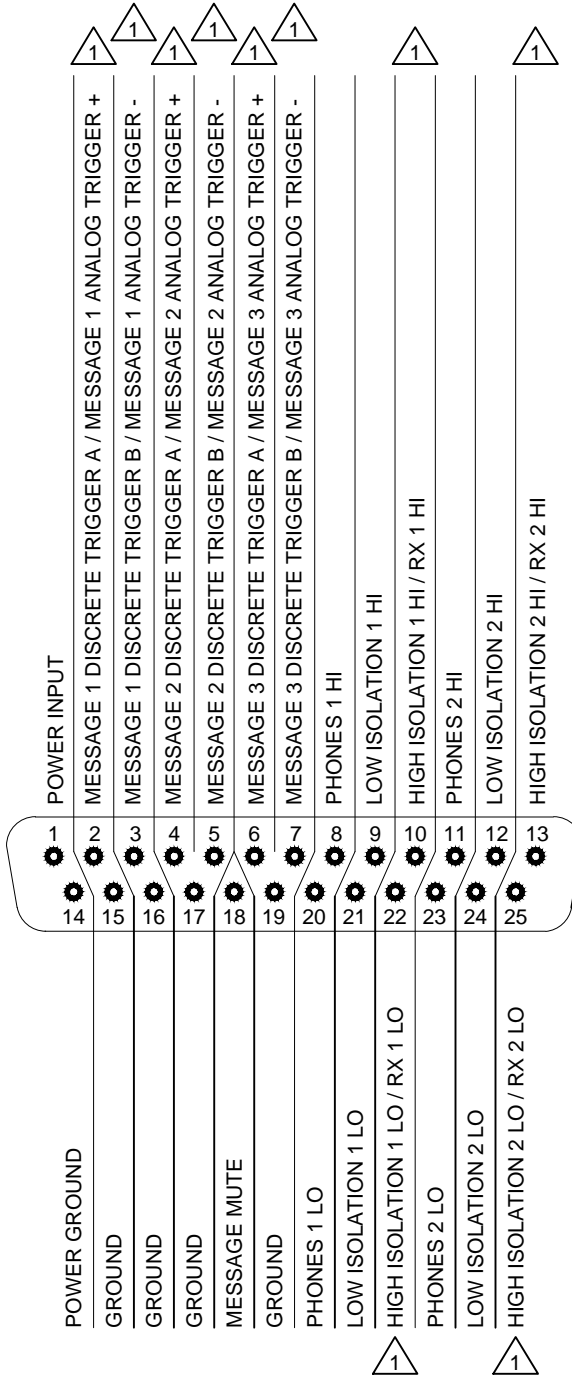 1
1
1
1
1
1
1
1
POWER INPUT
MESSAGE 1 DISCRETE TRIGGER A / MESSAGE 1 ANALOG TRIGGER +
MESSAGE 1 DISCRETE TRIGGER B / MESSAGE 1 ANALOG TRIGGER -
MESSAGE 2 DISCRETE TRIGGER A / MESSAGE 2 ANALOG TRIGGER +
MESSAGE 2 DISCRETE TRIGGER B / MESSAGE 2 ANALOG TRIGGER -
MESSAGE 3 DISCRETE TRIGGER A / MESSAGE 3 ANALOG TRIGGER +
MESSAGE 3 DISCRETE TRIGGER B / MESSAGE 3 ANALOG TRIGGER -
PHONES 1 HI
LOW ISOLATION 1 HI
HIGH ISOLATION 1 HI / RX 1 HI
PHONES 2 HI
LOW ISOLATION 2 HI
HIGH ISOLATION 2 HI / RX 2 HI
1 2 3 4 5 6 7 8 9 10 11 12 13
14 15 16 17 18 19 20 21 22 23 24 25
POWER GROUND
GROUND
GROUND
GROUND
MESSAGE MUTE
GROUND
PHONES 1 LO
LOW ISOLATION 1 LO
HIGH ISOLATION 1 LO / RX 1 LO
PHONES 2 LO
LOW ISOLATION 2 LO
HIGH ISOLATION 2 LO / RX 2 LO
1
1